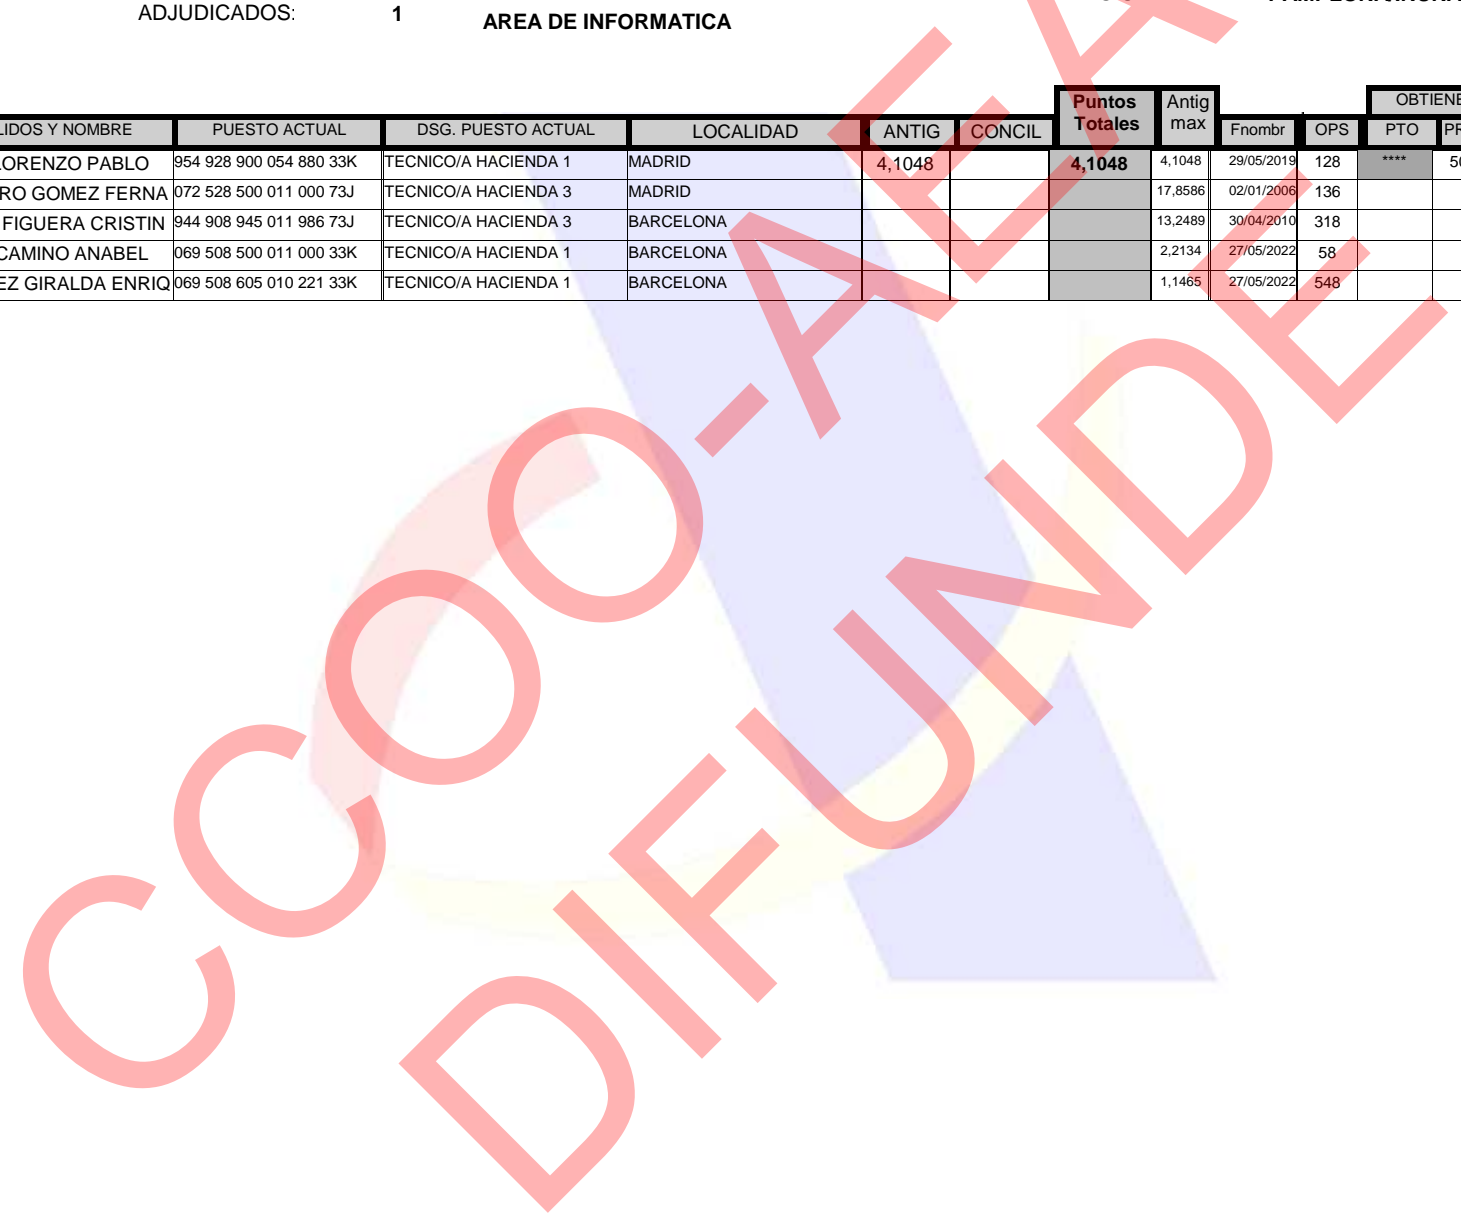 ADJUDICADOS: 1 AREA DE INFORMATICA
Puntos Totales Antig max OBTIENE
LIDOS Y NOMBRE PUESTO ACTUAL DSG. PUESTO ACTUAL LOCALIDAD ANTIG CONCIL Fnombr OPS PTO PR
LORENZO PABLO 954 928 900 054 880 33K TECNICO/A HACIENDA 1 MADRID 4,1048 4,1048 4,1048 29/05/2019 128 **** 50
RO GOMEZ FERNA 072 528 500 011 000 73J TECNICO/A HACIENDA 3 MADRID 17,8586 02/01/2006 136
FIGUERA CRISTIN 944 908 945 011 986 73J TECNICO/A HACIENDA 3 BARCELONA 13,2489 30/04/2010 318
CAMINO ANABEL 069 508 500 011 000 33K TECNICO/A HACIENDA 1 BARCELONA 2,2134 27/05/2022 58
EZ GIRALDA ENRIQ 069 508 605 010 221 33K TECNICO/A HACIENDA 1 BARCELONA 1,1465 27/05/2022 548
CCOO-AEA
DIFUNDE